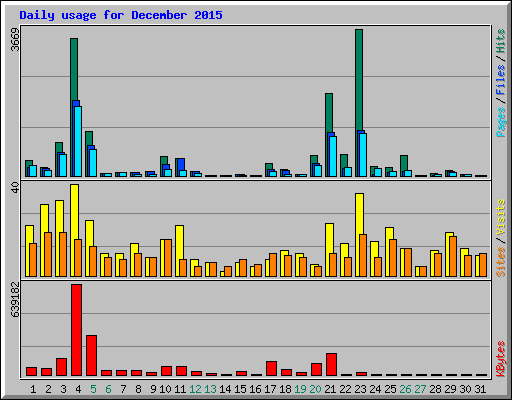 Daily usage for December 2015
3669
Pages / Files / Hits
40
Sites / Visits
639182
KBytes
1 2 3 4 5 6 7 8 9 10 11 12 13 14 15 16 17 18 19 20 21 22 23 24 25 26 27 28 29 30 31